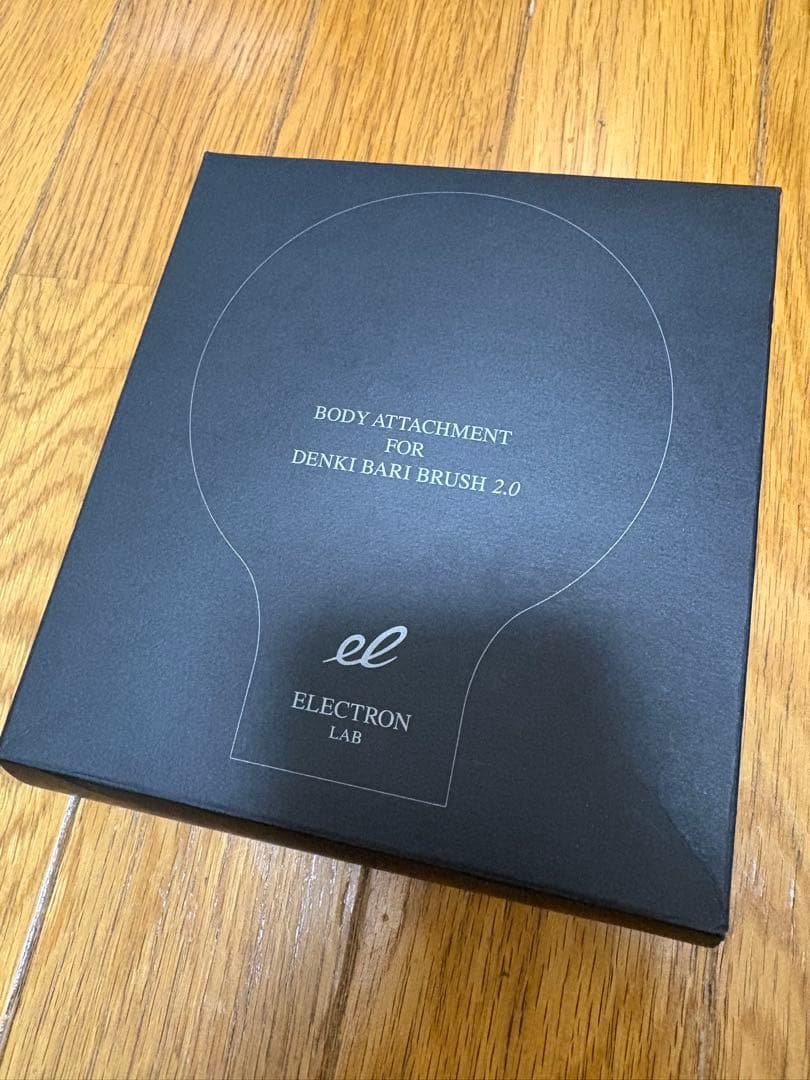 BODY ATTACHMENT
FOR
DENKI BARI BRUSH 2.0
el
ELECTRON
LAB